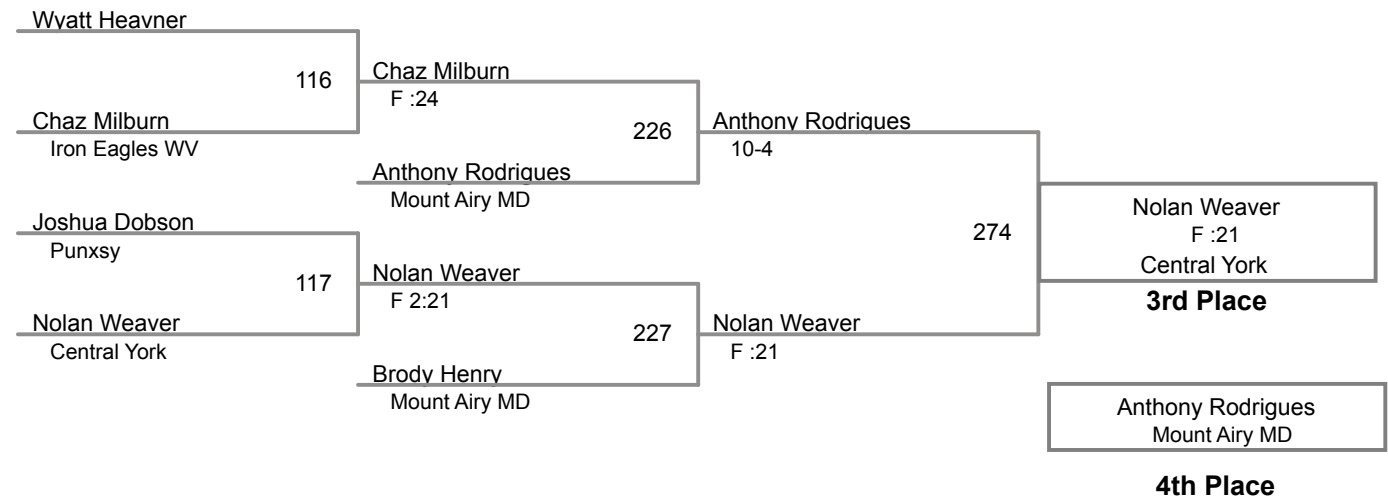 Wyatt Heavner
116
Chaz Milburn
F :24
Chaz Milburn
Iron Eagles WV
226
Anthony Rodrigues
10-4
Anthony Rodrigues
Mount Airy MD
Joshua Dobson
Punxsy
274
Nolan Weaver
F :21
Central York
3rd Place
117
Nolan Weaver
F 2:21
Nolan Weaver
Central York
227
Nolan Weaver
F :21
Brody Henry
Mount Airy MD
Anthony Rodrigues
Mount Airy MD
4th Place